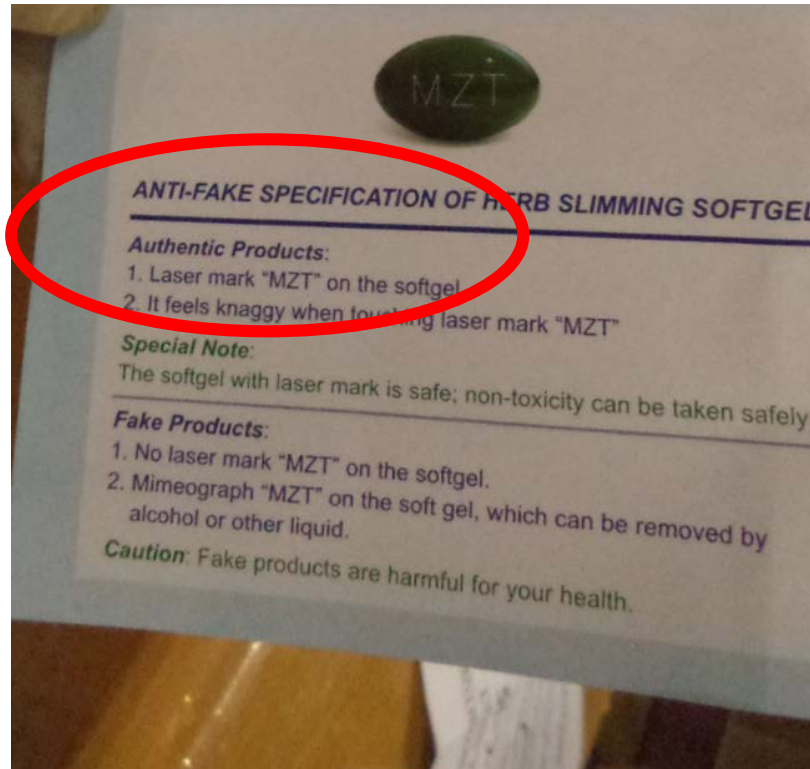 MZT
ANTI-FAKE SPECIFICATION OF HERB SLIMMING SOFTGEL
Authentic Products:
1. Laser mark "MZT" on the softgel
2. It feels knaggy when touching laser mark "MZT"
Special Note:
The softgel with laser mark is safe; non-toxicity can be taken safely
Fake Products:
1. No laser mark "MZT" on the softgel.
2. Mimeograph "MZT" on the soft gel, which can be removed by
alcohol or other liquid.
Caution: Fake products are harmful for your health.